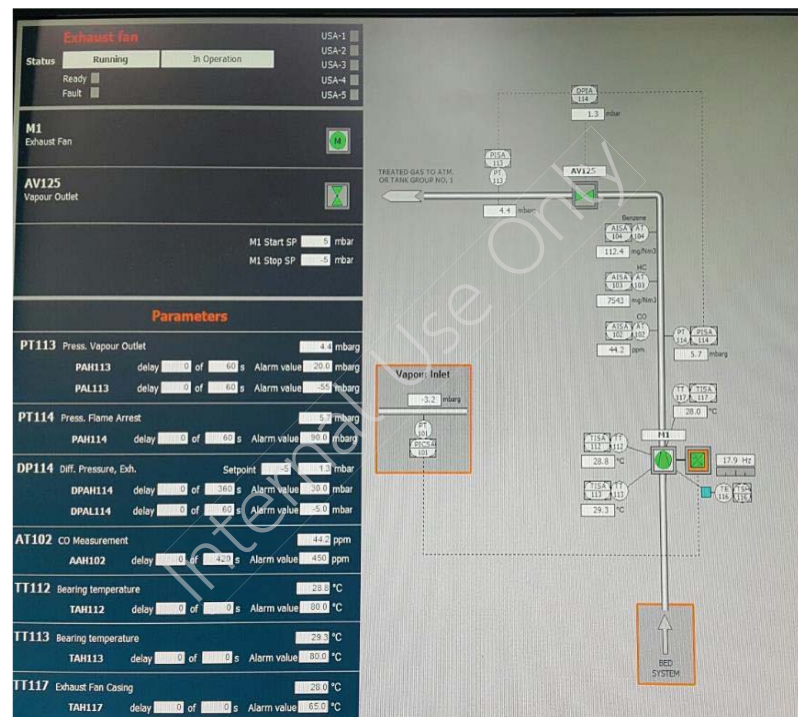 Exhaust fan
USA-1
USA-2
USA-3
USA-4
USA-5
Status Running In Operation
Ready
Fault
M1
Exhaust Fan
M
AV125
Vapour Outlet
M1 Start SP 5 mbar
M1 Stop SP -5 mbar
Parameters
PT113 Press. Vapour Outlet 4.4 mbarg
PAH113 delay 0 of 60 s Alarm value 20.0 mbarg
PAL113 delay 0 of 60 s Alarm value -55 mbarg
PT114 Press. Flame Arrest 5.7 mbarg
PAH114 delay 0 of 60 s Alarm value 90.0 mbarg
DP114 Diff. Pressure, Exh. Setpoint -5 1.3 mbar
DPAH114 delay 0 of 360 s Alarm value 30.0 mbar
DPAL114 delay 0 of 60 s Alarm value -5.0 mbar
AT102 CO Measurement 44.2 ppm
AAH102 delay 0 of 420 s Alarm value 450 ppm
TT112 Bearing temperature 28.8 °C
TAH112 delay 0 of 0 s Alarm value 80.0 °C
TT113 Bearing temperature 29.3 °C
TAH113 delay 0 of 0 s Alarm value 80.0 °C
TT117 Exhaust Fan Casing 28.0 °C
TAH117 delay 0 of 0 s Alarm value 65.0 °C
DPIA
114
1.3 mbar
PISA
113
PT
113
TREATED GAS TO ATM.
OR TANK GROUP NO. 1
AV125
4.4 mbarg
Benzene
AISA AT
104 104
112.4 mg/Nm3
HC
AISA AT
103 103
7543 mg/Nm3
CO
AISA AT
102 102
44.2 ppm
PT PISA
114 114
5.7 mbarg
Vapour Inlet
-3.2 mbarg
PT
101
PICSA
101
TT TISA
117 117
28.0 °C
M1
TISA TT
112 112
28.8 °C
17.9 Hz
TISA TT
113 113
29.3 °C
TE
116 116
BED
SYSTEM
Internal Use Only